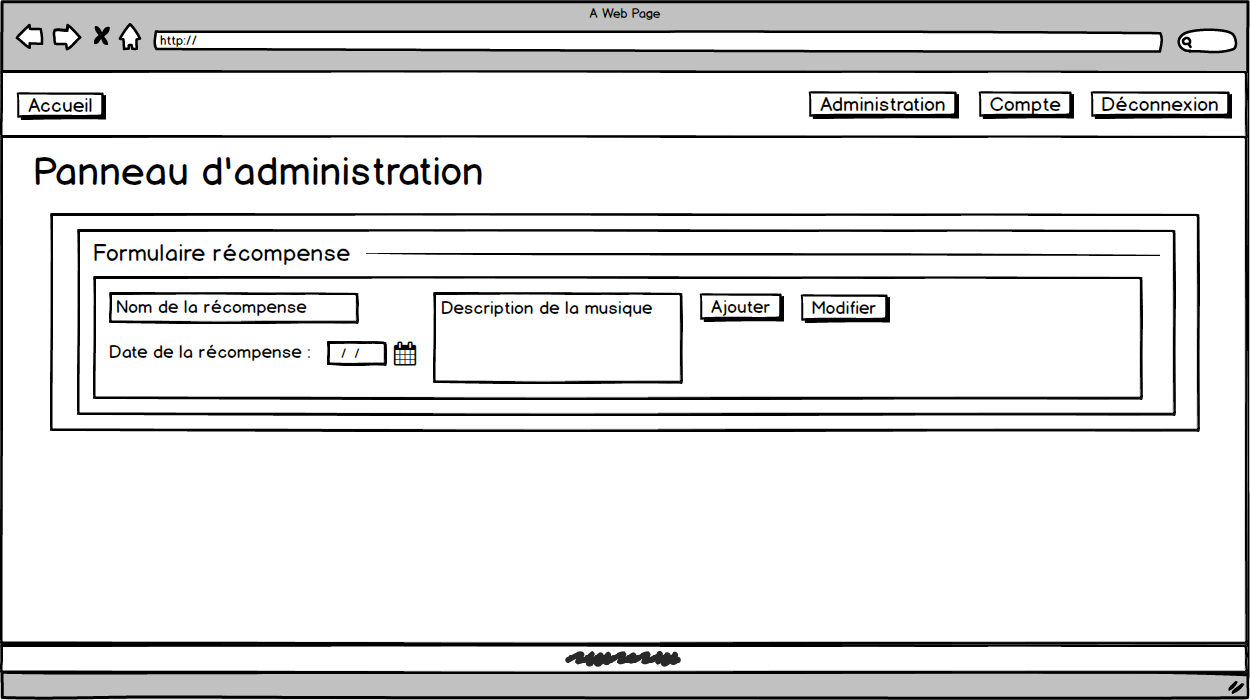 A Web Page
http://
Accueil
Administration
Compte
Déconnexion
Panneau d'administration
Formulaire récompense
Nom de la récompense
Description de la musique
Ajouter
Modifier
Date de la récompense :
/ /